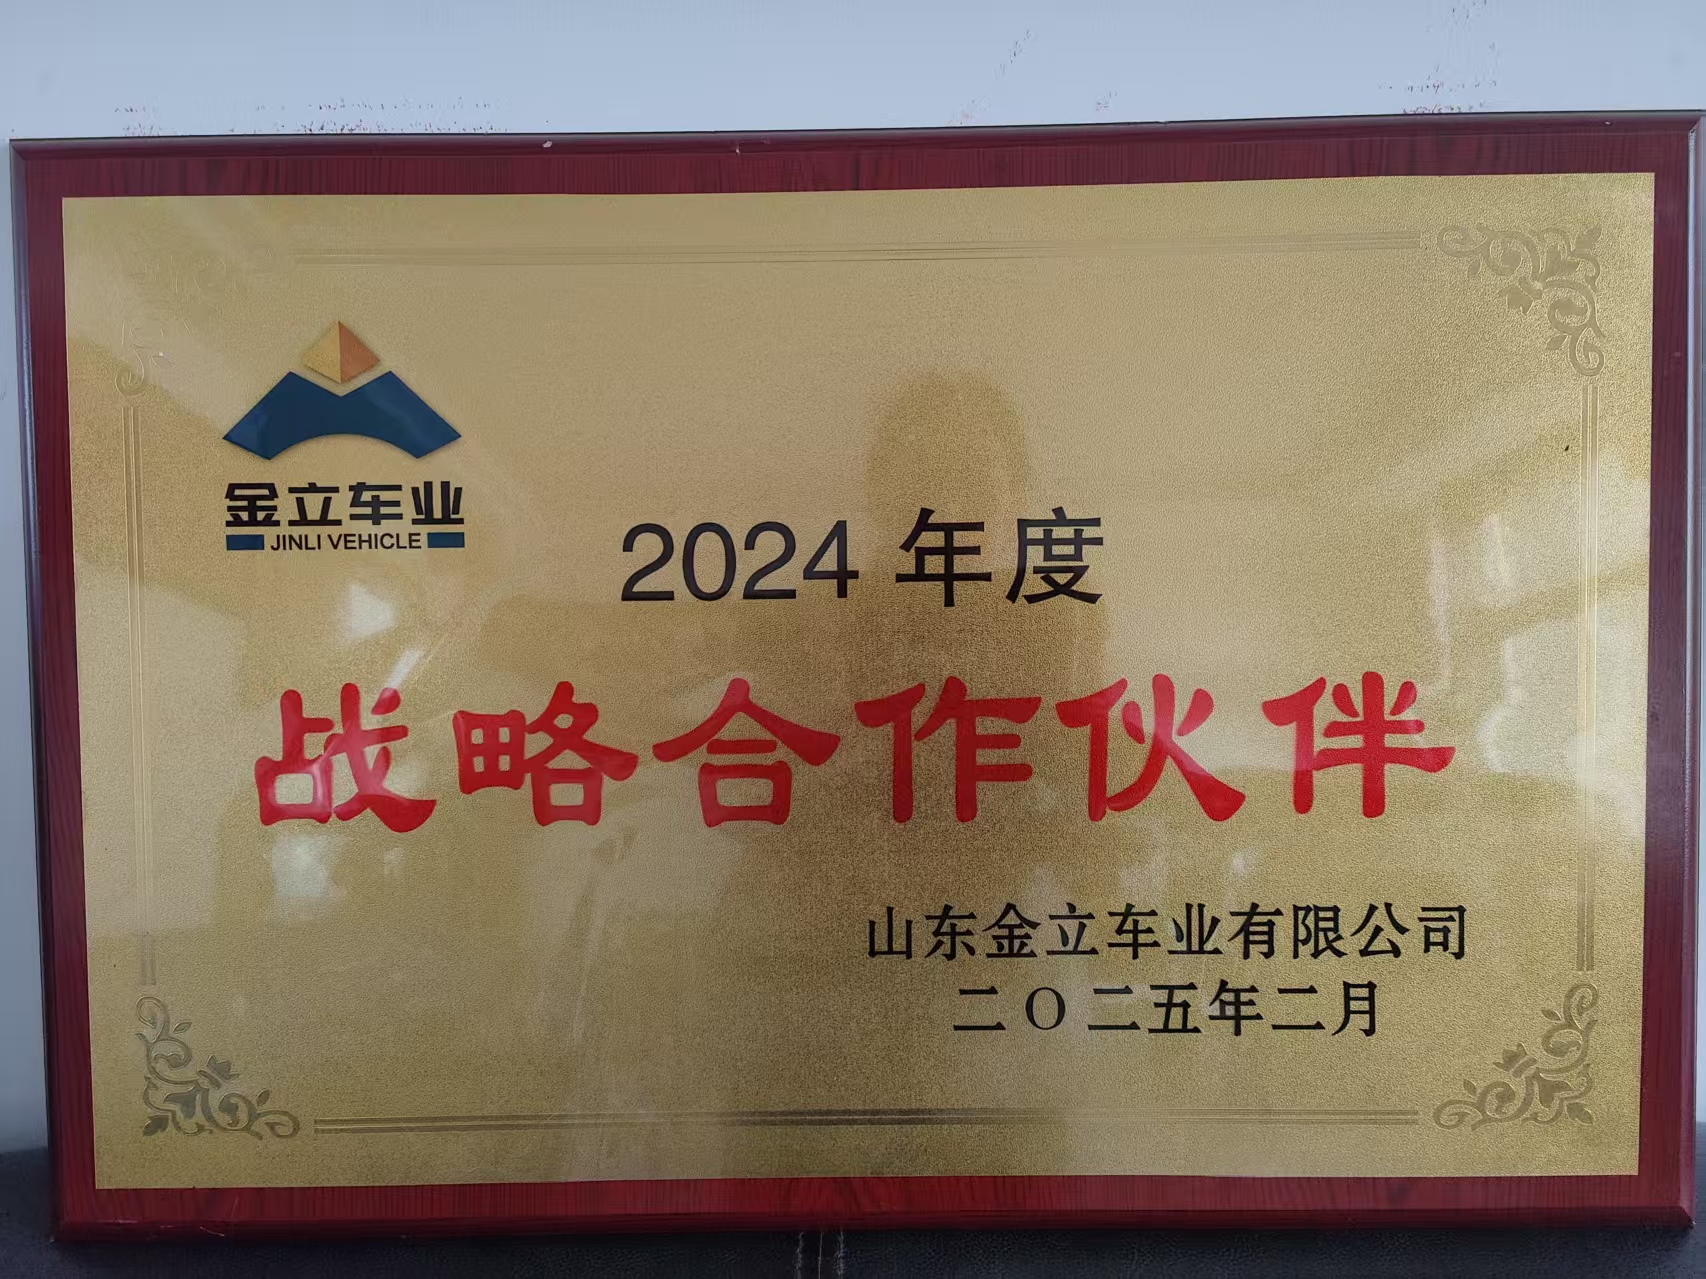 金立车业
JINLI VEHICLE
2024 年度
战略合作伙伴
山东金立车业有限公司
二〇二五年二月